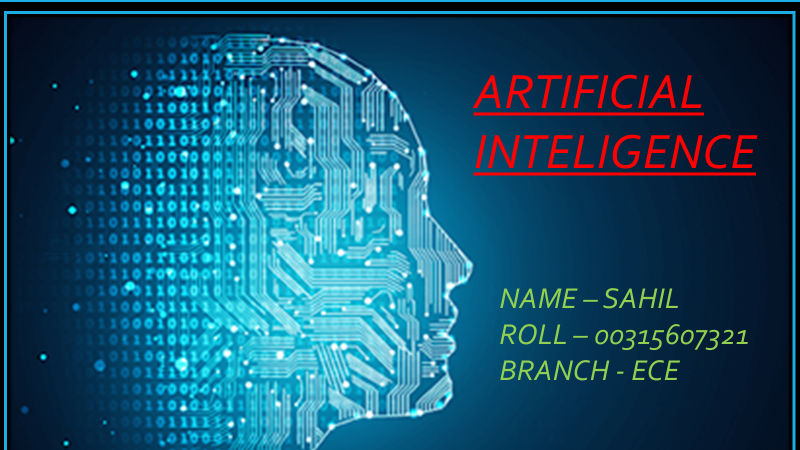 ARTIFICIAL
INTELIGENCE
NAME – SAHIL
ROLL – 00315607321
BRANCH - ECE